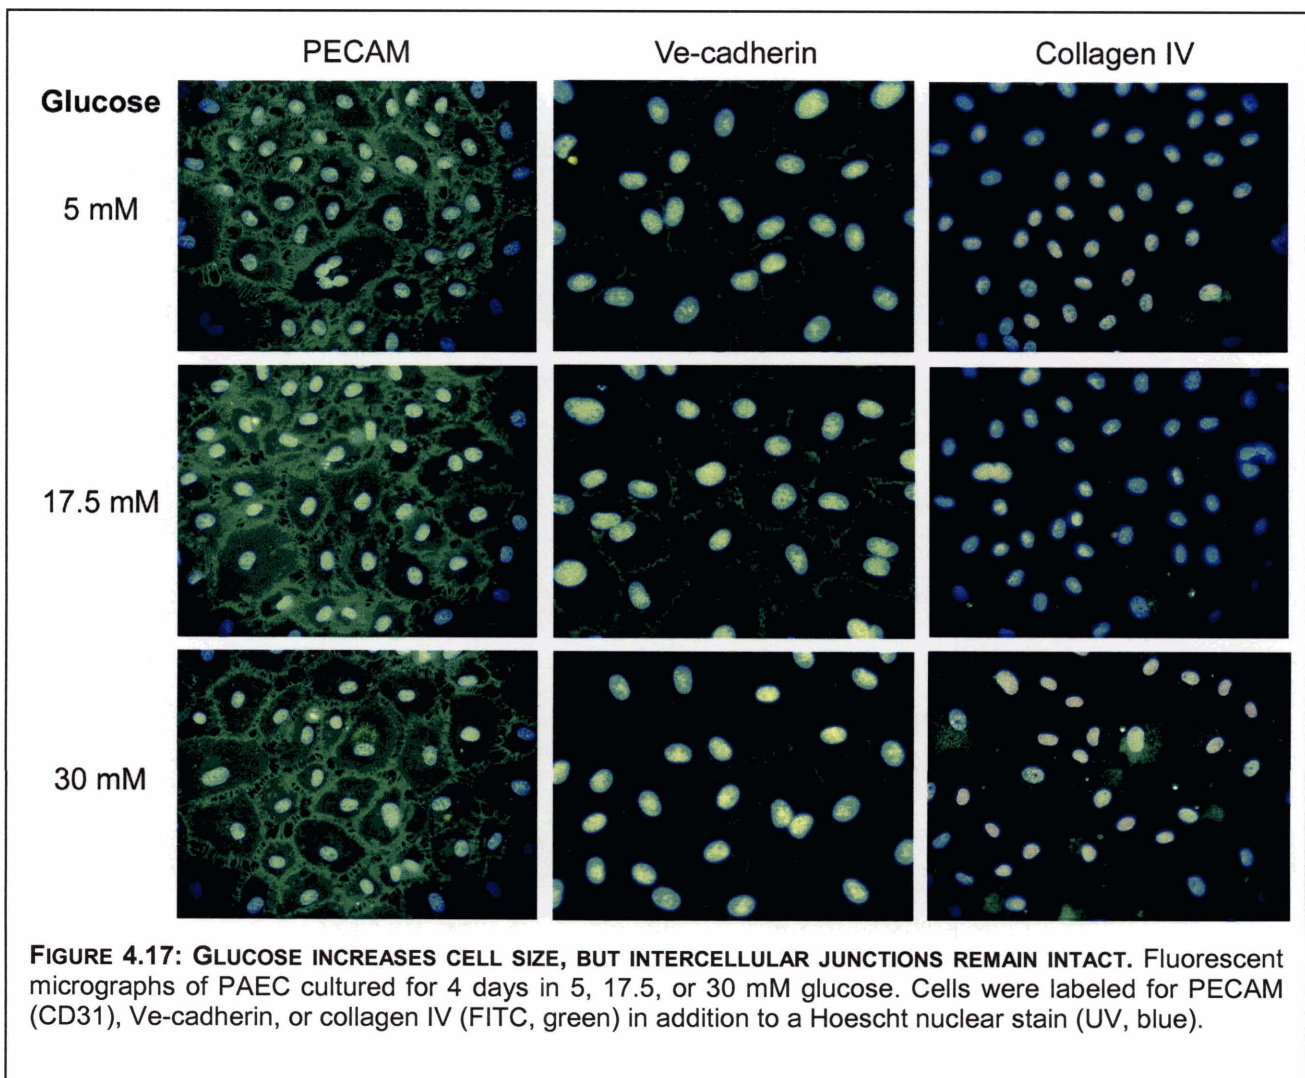 PECAM Ve-cadherin Collagen IV
Glucose
5 mM
17.5 mM
30 mM
FIGURE 4.17: GLUCOSE INCREASES CELL SIZE, BUT INTERCELLULAR JUNCTIONS REMAIN INTACT. Fluorescent
micrographs of PAEC cultured for 4 days in 5, 17.5, or 30 mM glucose. Cells were labeled for PECAM
(CD31), Ve-cadherin, or collagen IV (FITC, green) in addition to a Hoescht nuclear stain (UV, blue).